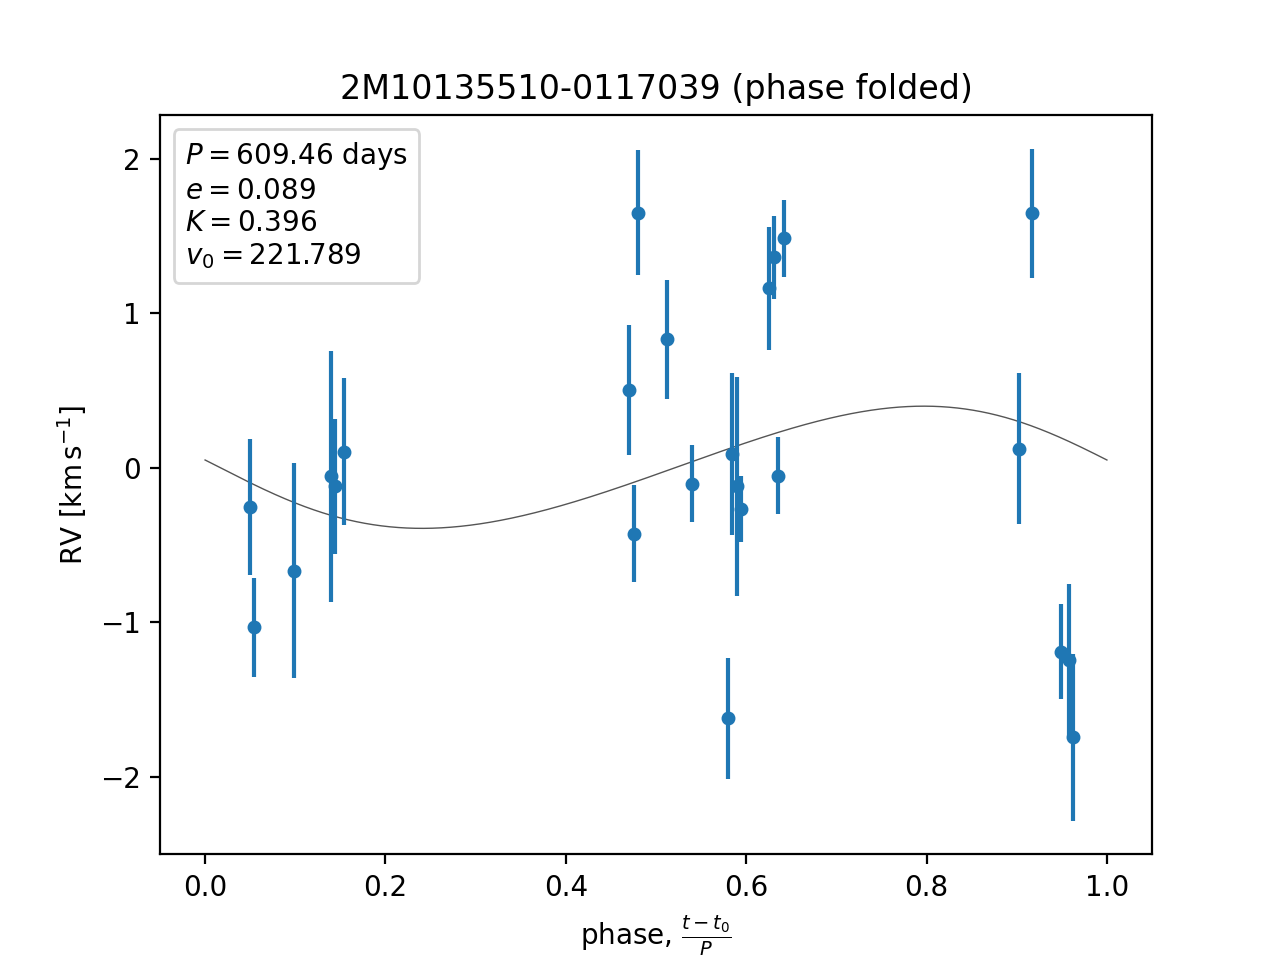 2M10135510-0117039 (phase folded)
P = 609.46 days
e = 0.089
K = 0.396
v₀ = 221.789
2
1
0
−1
−2
RV [km s⁻¹]
0.0 0.2 0.4 0.6 0.8 1.0
phase, (t − t₀)/P